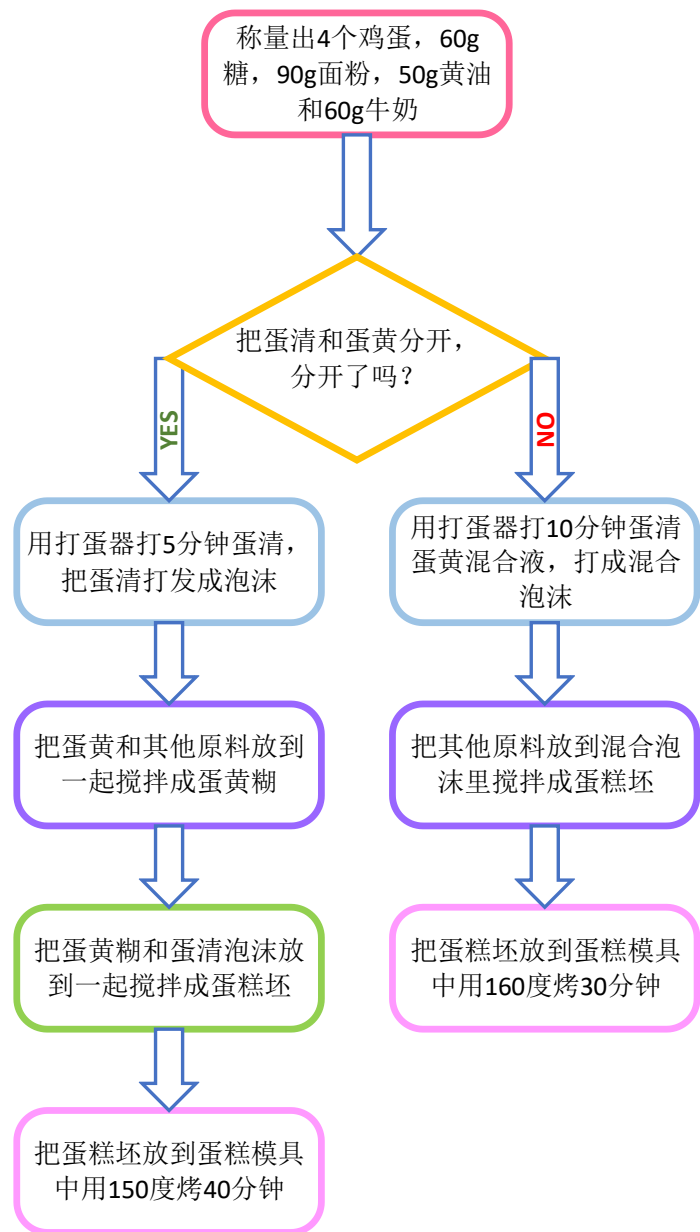 称量出4个鸡蛋，60g
糖，90g面粉，50g黄油
和60g牛奶
把蛋清和蛋黄分开，
分开了吗？
YES
NO
用打蛋器打5分钟蛋清，
把蛋清打发成泡沫
用打蛋器打10分钟蛋清
蛋黄混合液，打成混合
泡沫
把蛋黄和其他原料放到
一起搅拌成蛋黄糊
把其他原料放到混合泡
沫里搅拌成蛋糕坯
把蛋黄糊和蛋清泡沫放
到一起搅拌成蛋糕坯
把蛋糕坯放到蛋糕模具
中用160度烤30分钟
把蛋糕坯放到蛋糕模具
中用150度烤40分钟